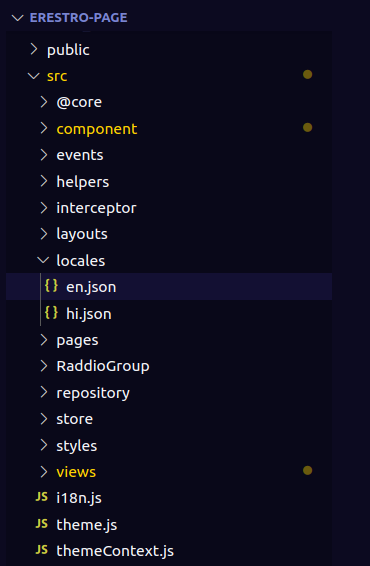 ERESTRO-PAGE
public
src
@core
component
events
helpers
interceptor
layouts
locales
{} en.json
{} hi.json
pages
RaddioGroup
repository
store
styles
views
JS i18n.js
JS theme.js
JS themeContext.js